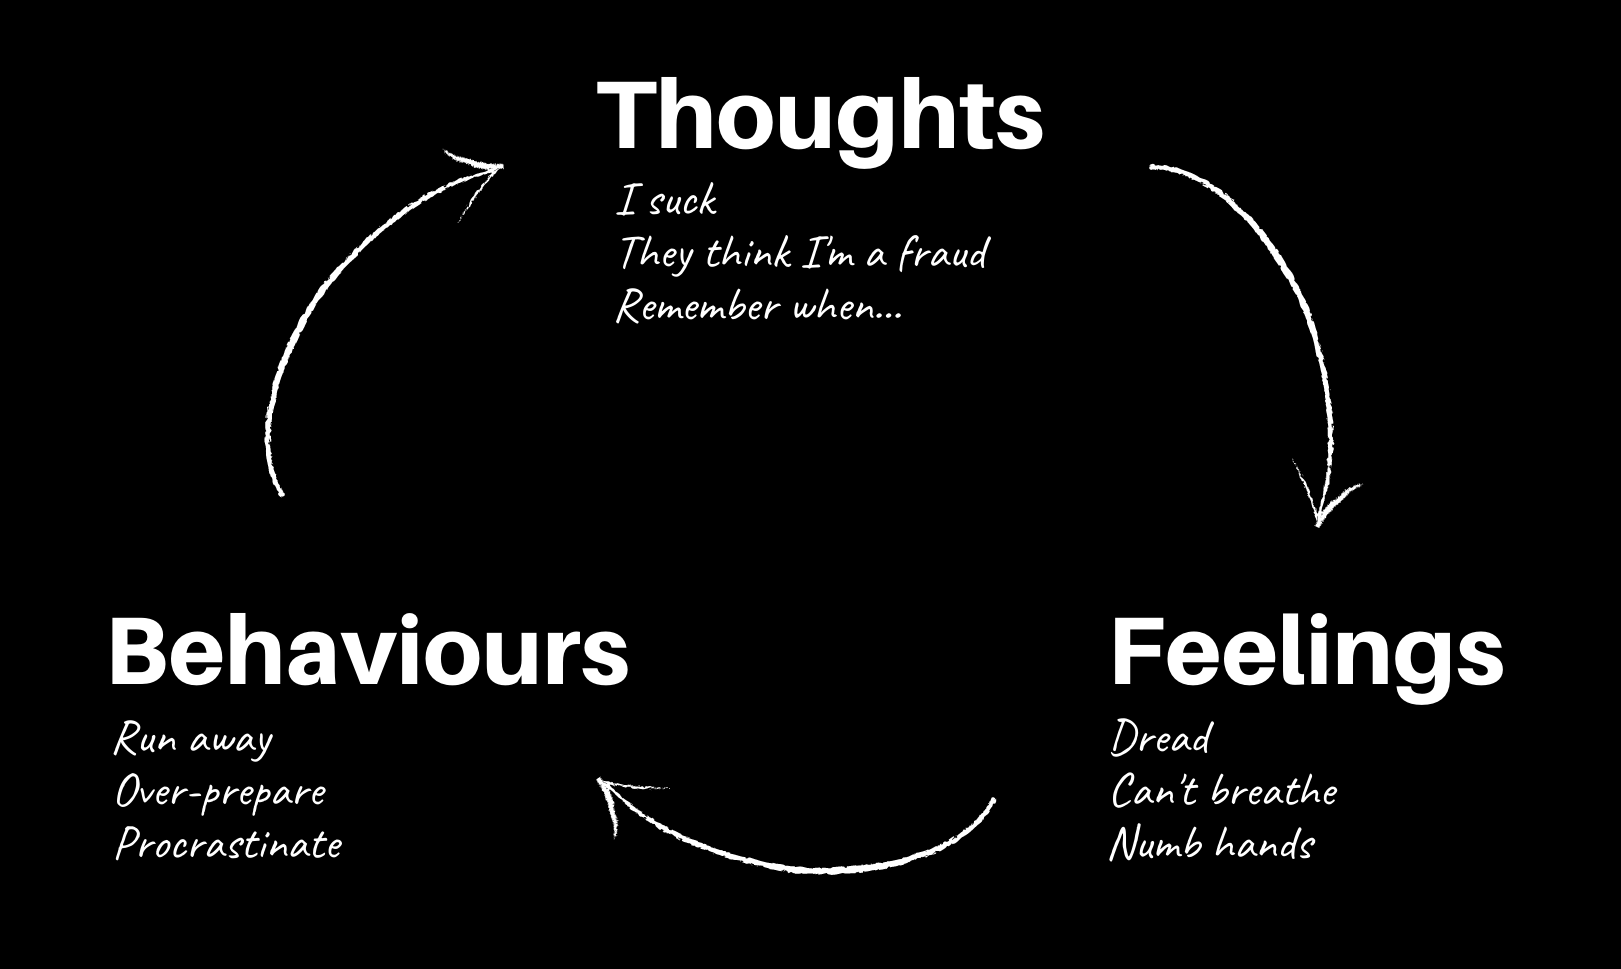 Thoughts
I suck
They think I'm a fraud
Remember when...
Behaviours
Run away
Over-prepare
Procrastinate
Feelings
Dread
Can't breathe
Numb hands